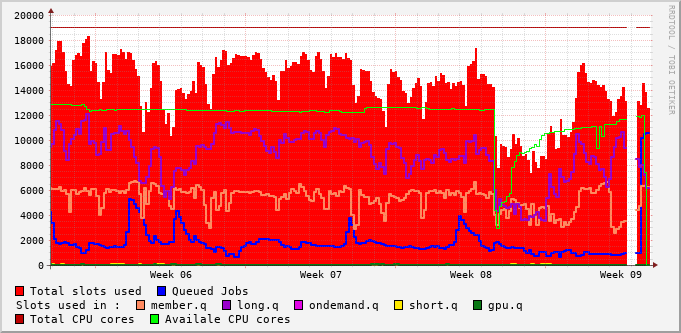 20000
18000
16000
14000
12000
10000
8000
6000
4000
2000
0
Week 06 Week 07 Week 08 Week 09
RRDTOOL / TOBI OETIKER
Total slots used Queued Jobs
Slots used in : member.q long.q ondemand.q short.q gpu.q
Total CPU cores Availale CPU cores